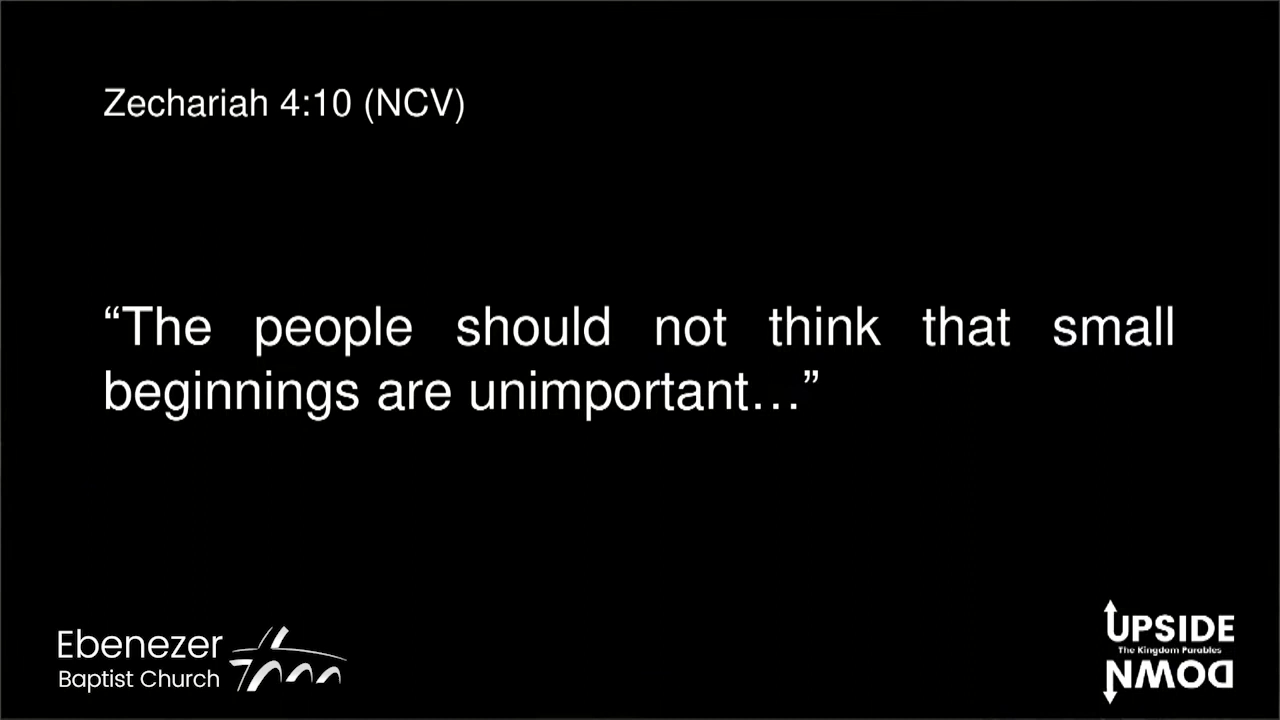 Zechariah 4:10 (NCV)
“The people should not think that small
beginnings are unimportant…”
Ebenezer
Baptist Church
UPSIDE
The Kingdom Parables
DOWN